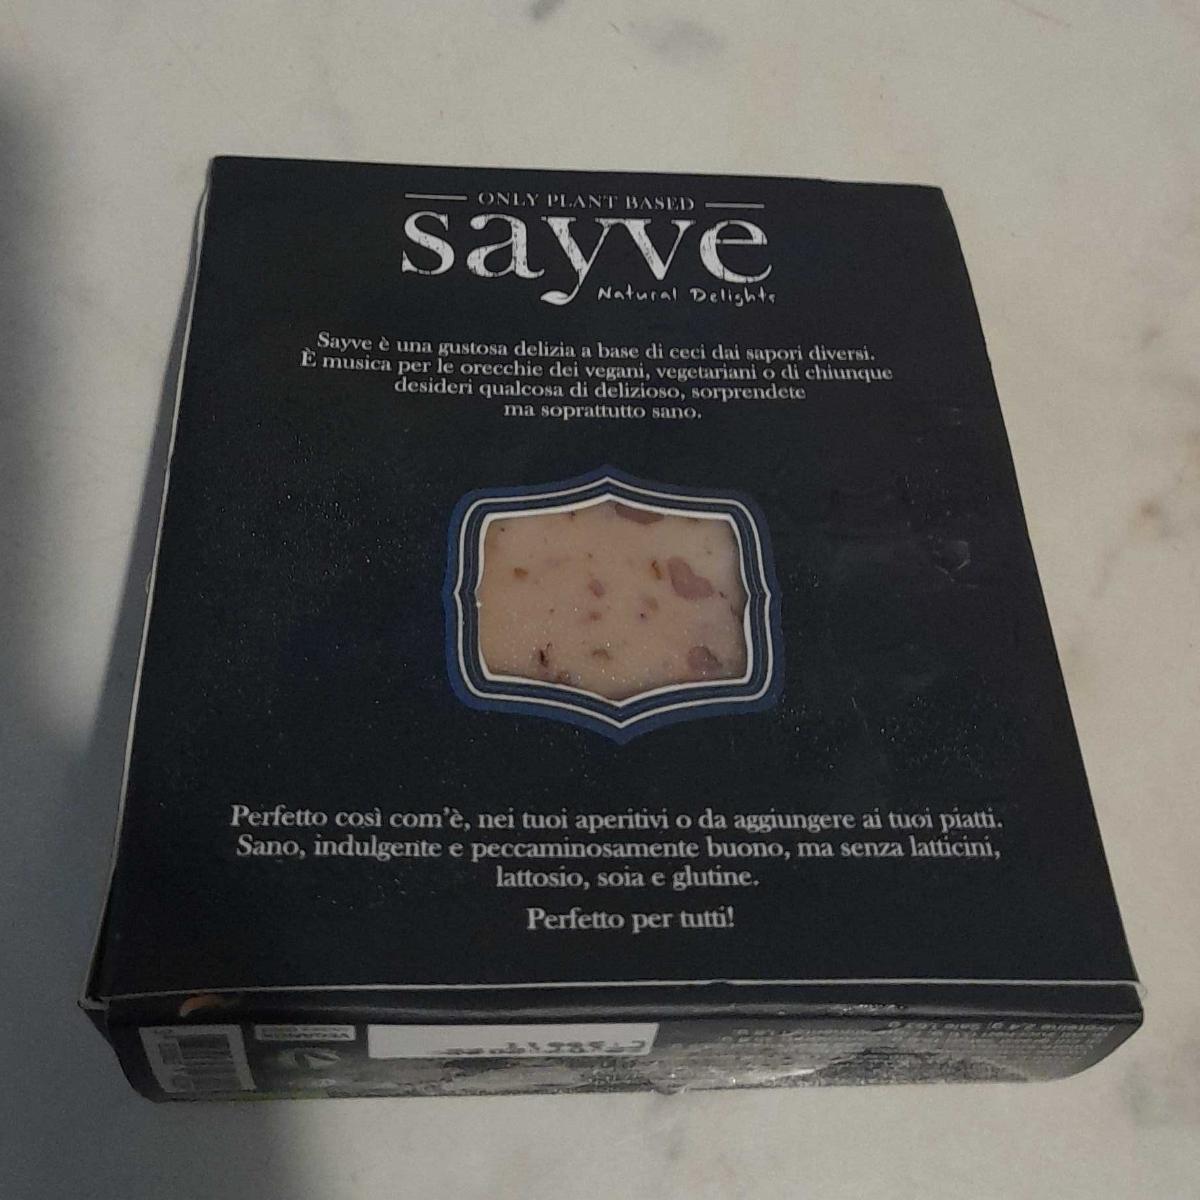 ONLY PLANT BASED
sayve
Natural Delights
Sayve è una gustosa delizia a base di ceci dai sapori diversi.
È musica per le orecchie dei vegani, vegetariani o di chiunque
desideri qualcosa di delizioso, sorprendete
ma soprattutto sano.
Perfetto così com'è, nei tuoi aperitivi o da aggiungere ai tuoi piatti.
Sano, indulgente e peccaminosamente buono, ma senza latticini,
lattosio, soia e glutine.
Perfetto per tutti!